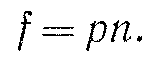 f = pn.